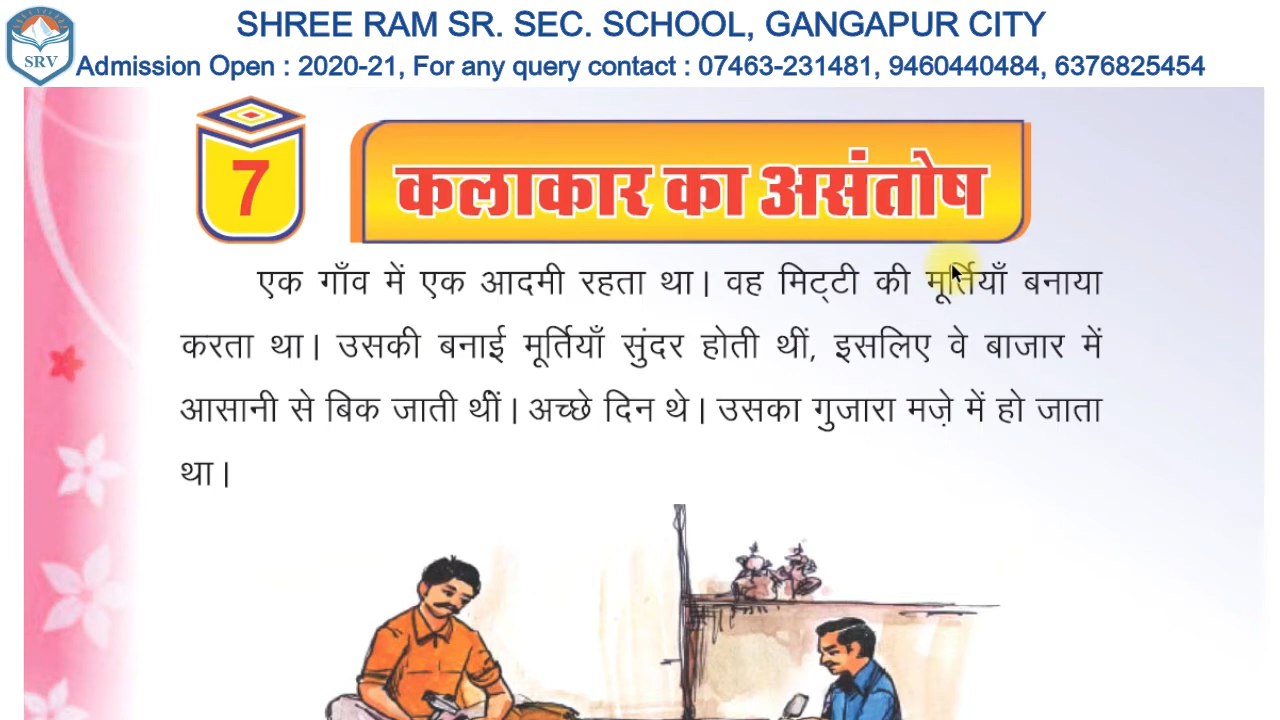 SHREE RAM SR. SEC. SCHOOL, GANGAPUR CITY
SRV
Admission Open : 2020-21, For any query contact : 07463-231481, 9460440484, 6376825454
7
कलाकार का असंतोष
एक गाँव में एक आदमी रहता था। वह मिट्‌टी की मूर्तियाँ बनाया
करता था। उसकी बनाई मूर्तियाँ सुंदर होती थीं, इसलिए वे बाजार में
आसानी से बिक जाती थीं। अच्छे दिन थे। उसका गुजारा मज़े में हो जाता
था।